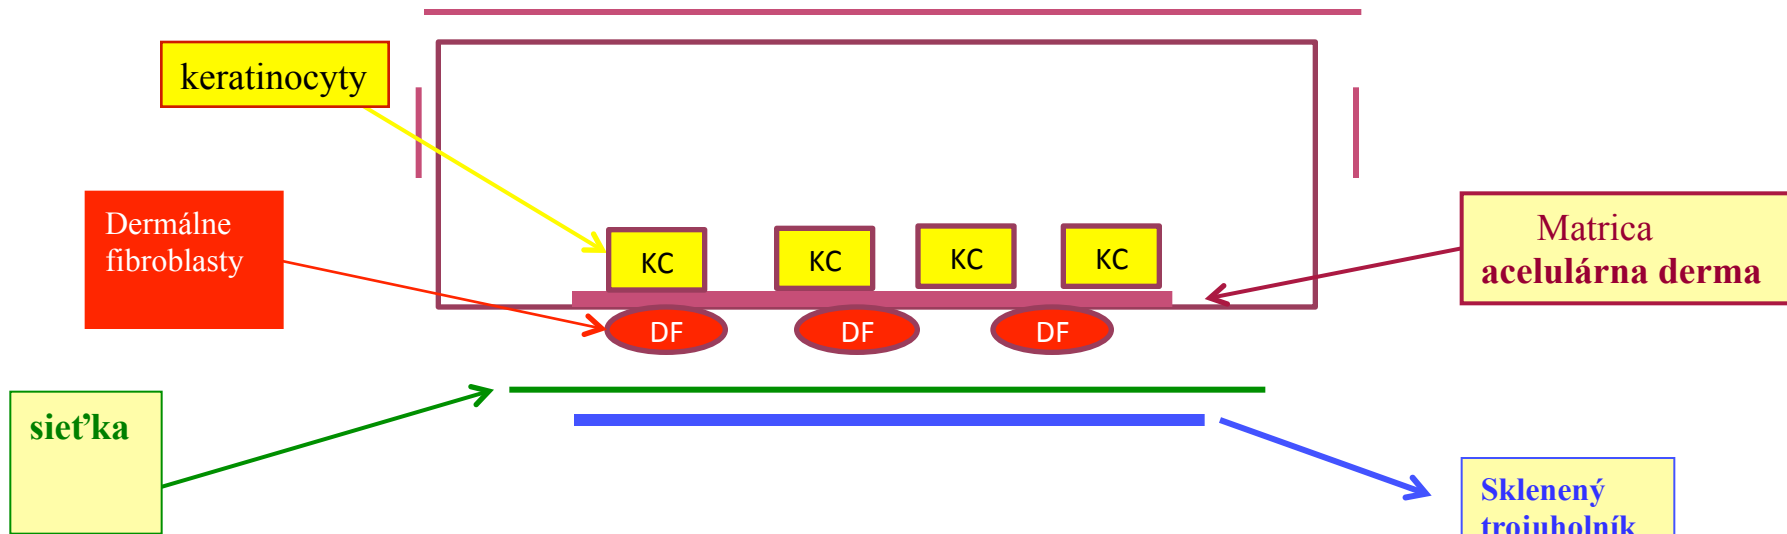 keratinocyty
Dermálne
fibroblasty
KC
KC
KC
KC
Matrica
acelulárna derma
DF
DF
DF
sieťka
Sklenený
trojuholník